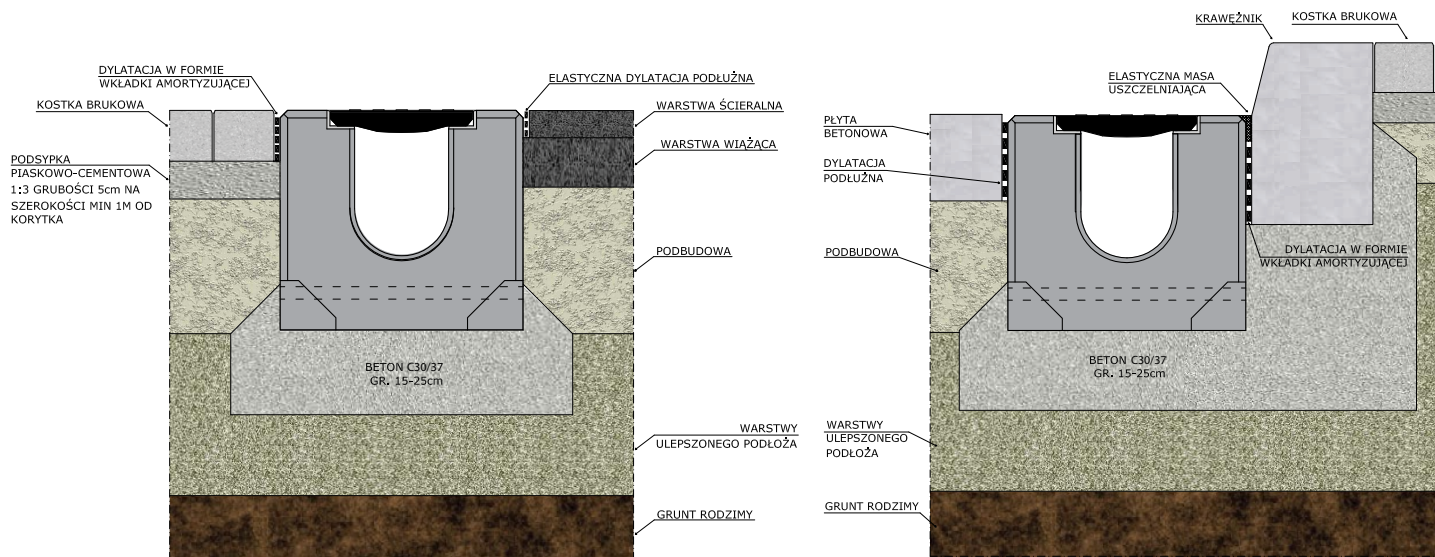 DYLATACJA W FORMIE
WKŁADKI AMORTYZUJĄCEJ
KOSTKA BRUKOWA
PODSYPKA
PIASKOWO-CEMENTOWA
1:3 GRUBOŚCI 5cm NA
SZEROKOŚCI MIN 1M OD
KORYTKA
ELASTYCZNA DYLATACJA PODŁUŻNA
WARSTWA ŚCIERALNA
WARSTWA WIĄŻĄCA
PODBUDOWA
BETON C30/37
GR. 15-25cm
WARSTWY
ULEPSZONEGO PODŁOŻA
GRUNT RODZIMY
KRAWĘŻNIK
KOSTKA BRUKOWA
ELASTYCZNA MASA
USZCZELNIAJĄCA
PŁYTA
BETONOWA
DYLATACJA
PODŁUŻNA
PODBUDOWA
DYLATACJA W FORMIE
WKŁADKI AMORTYZUJĄCEJ
BETON C30/37
GR. 15-25cm
WARSTWY
ULEPSZONEGO
PODŁOŻA
GRUNT RODZIMY